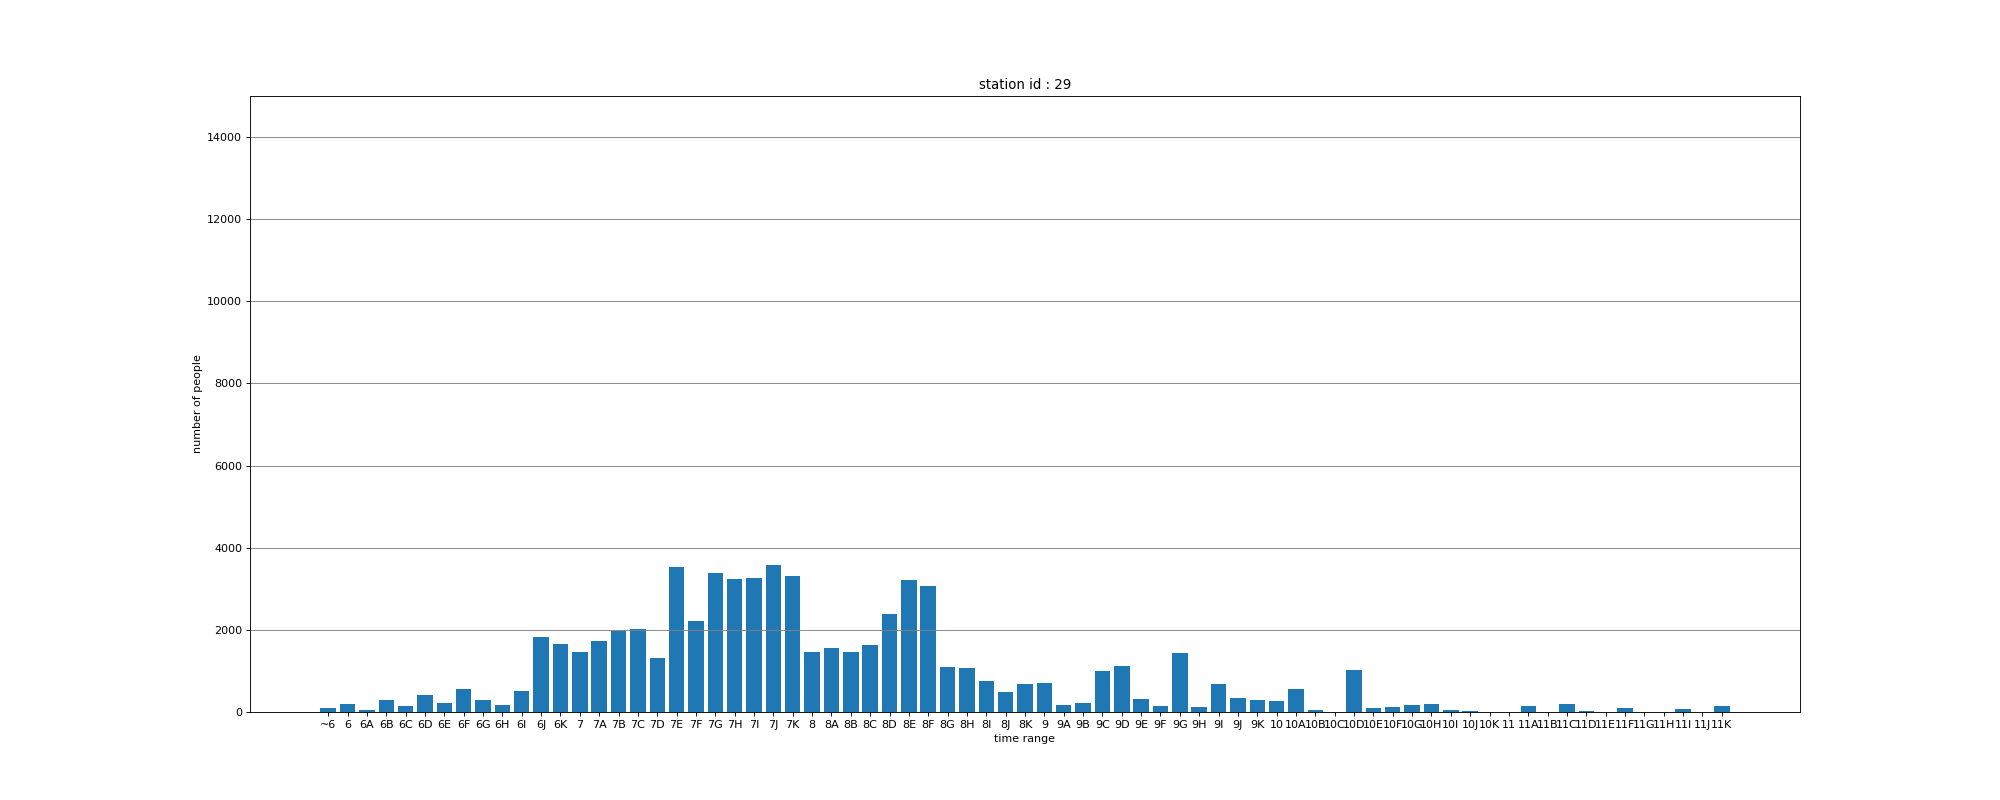 station id : 29
14000
12000
10000
8000
6000
4000
2000
0
number of people
~6 6 6A 6B 6C 6D 6E 6F 6G 6H 6I 6J 6K 7 7A 7B 7C 7D 7E 7F 7G 7H 7I 7J 7K 8 8A 8B 8C 8D 8E 8F 8G 8H 8I 8J 8K 9 9A 9B 9C 9D 9E 9F 9G 9H 9I 9J 9K 10 10A 10B 10C 10D 10E 10F 10G 10H 10I 10J 10K 11 11A 11B 11C 11D 11E 11F 11G 11H 11I 11J 11K
time range